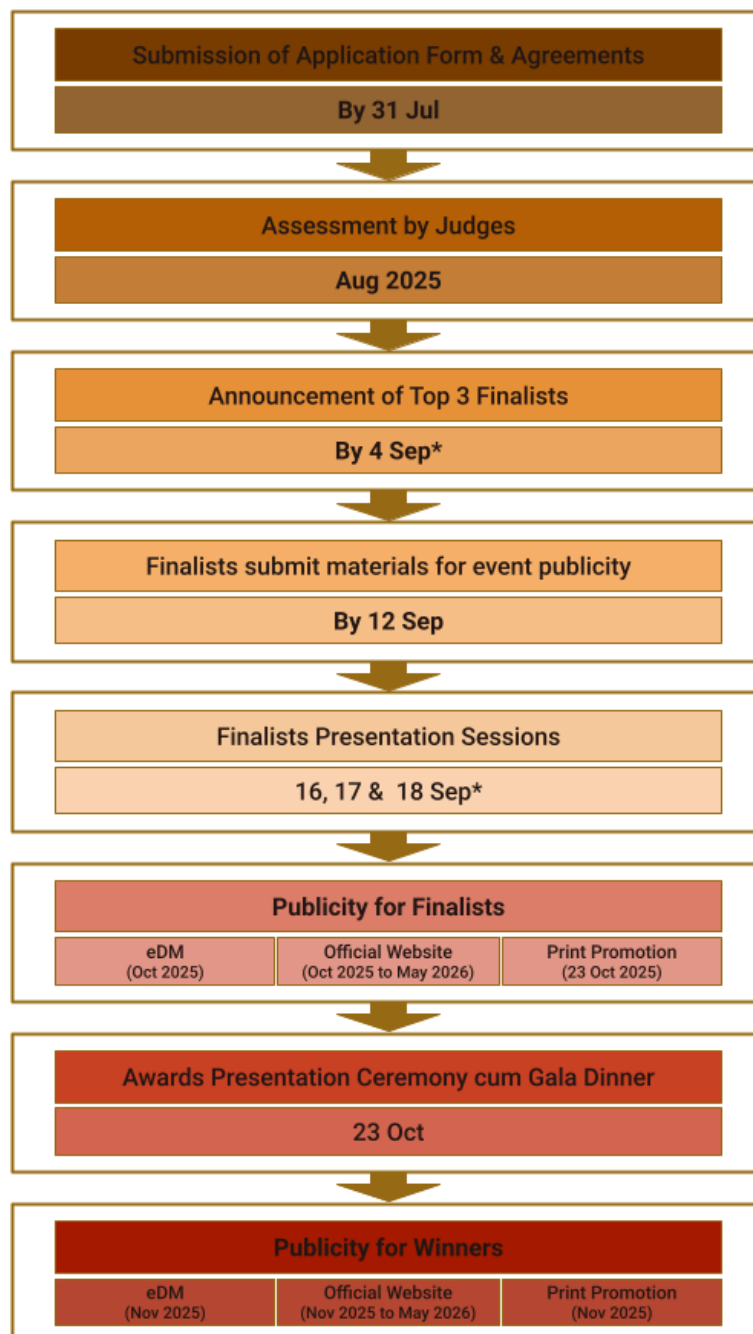 Submission of Application Form & Agreements
By 31 Jul
Assessment by Judges
Aug 2025
Announcement of Top 3 Finalists
By 4 Sep*
Finalists submit materials for event publicity
By 12 Sep
Finalists Presentation Sessions
16, 17 & 18 Sep*
Publicity for Finalists
eDM
(Oct 2025)
Official Website
(Oct 2025 to May 2026)
Print Promotion
(23 Oct 2025)
Awards Presentation Ceremony cum Gala Dinner
23 Oct
Publicity for Winners
eDM
(Nov 2025)
Official Website
(Nov 2025 to May 2026)
Print Promotion
(Nov 2025)